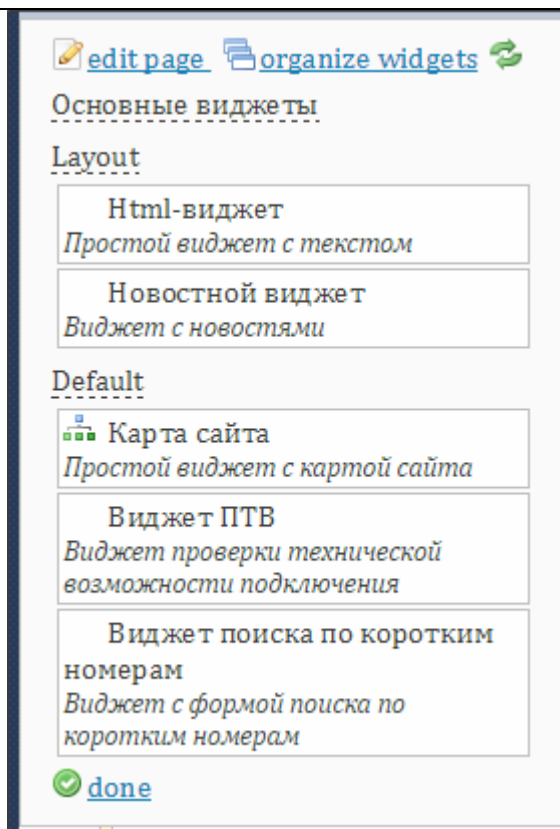 edit page organize widgets
Основные виджеты
Layout
Html-виджет
Простой виджет с текстом
Новостной виджет
Виджет с новостями
Default
Карта сайта
Простой виджет с картой сайта
Виджет ПТВ
Виджет проверки технической
возможности подключения
Виджет поиска по коротким
номерам
Виджет с формой поиска по
коротким номерам
done